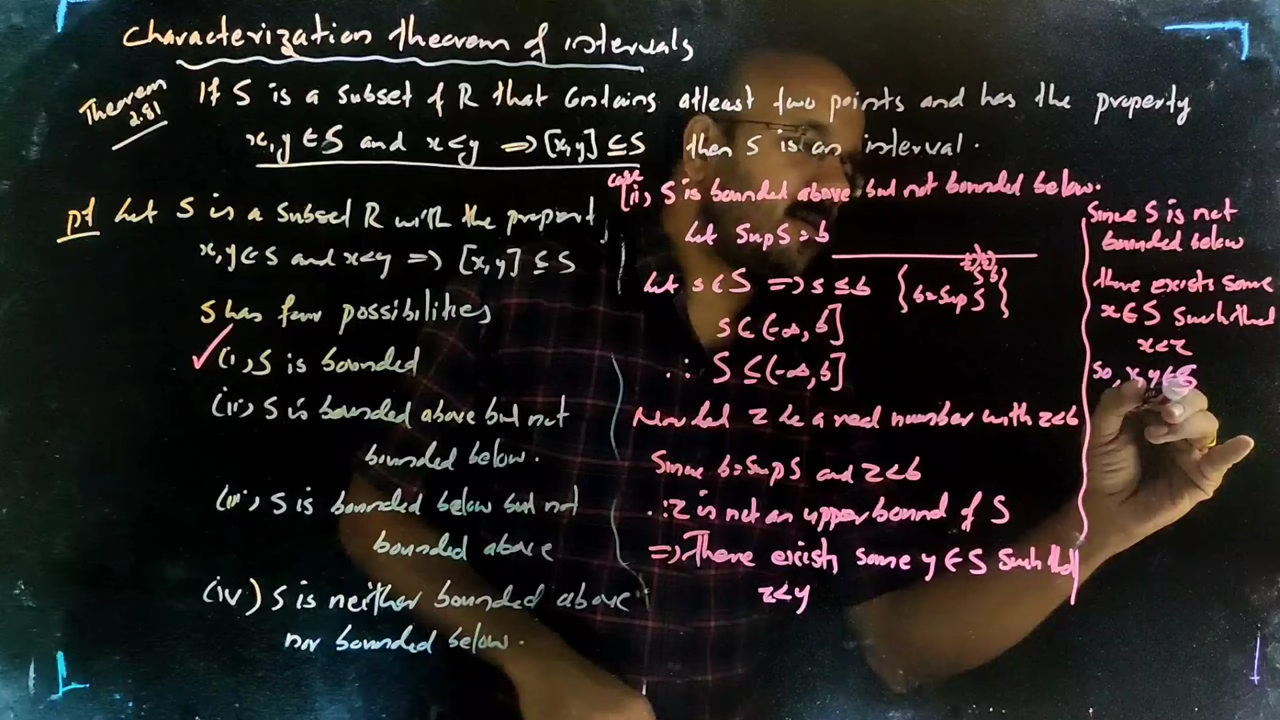 Characterization theorem of intervals
Theorem 2.51
If S is a subset of R that contains atleast two points and has the property
x,y ∈ S and x<y ⇒ [x,y] ⊆ S then S is an interval.
pf Let S is a subset R with the propert
x,y ∈ S and x<y ⇒ [x,y] ⊆ S
S has four possibilities
(i) S is bounded
(ii) S is bounded above but not
bounded below.
(iii) S is bounded below but not
bounded above
(iv) S is neither bounded above
nor bounded below.
case (ii) S is bounded above but not bounded below.
let Sup S = b
let s ∈ S ⇒ s ≤ b { b = Sup S }
s ∈ (-∞, b]
∴ S ⊆ (-∞, b]
Now let z be a real number with z<b
Since b = Sup S and z<b
∴ z is not an upper bound of S
⇒ There exists some y ∈ S such that
z<y
Since S is not
bounded below
there exists some
x ∈ S such that
x<z
So, x, y ∈ S